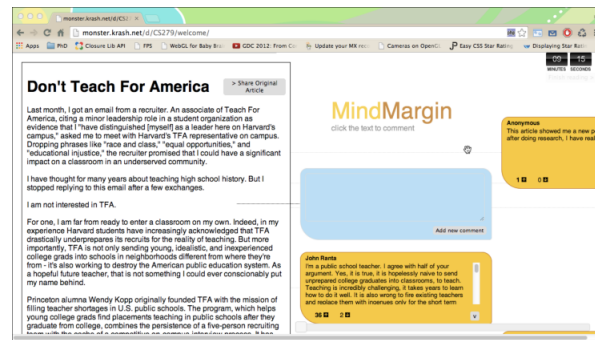 monster.krash.net/d/CS2
monster.krash.net/d/CS279/welcome/
Apps PhD Closure Lib API FPS WebGL for Baby Bra GDC 2012: From Co Update your MX rec Cameras on OpenG Easy CSS Star Rating Displaying Star Ratin
09 15
MINUTES SECONDS
Don't Teach For America
> Share Original Article
Last month, I got an email from a recruiter. An associate of Teach For
America, citing a minor leadership role in a student organization as
evidence that I "have distinguished [myself] as a leader here on Harvard's
campus," asked me to meet with Harvard's TFA representative on campus.
Dropping phrases like "race and class," "equal opportunities," and
"educational injustice," the recruiter promised that I could have a significant
impact on a classroom in an underserved community.
I have thought for many years about teaching high school history. But I
stopped replying to this email after a few exchanges.
I am not interested in TFA.
For one, I am far from ready to enter a classroom on my own. Indeed, in my
experience Harvard students have increasingly acknowledged that TFA
drastically underprepares its recruits for the reality of teaching. But more
importantly, TFA is not only sending young, idealistic, and inexperienced
college grads into schools in neighborhoods different from where they're
from - it's also working to destroy the American public education system. As
a hopeful future teacher, that is not something I could ever conscionably put
my name behind.
Princeton alumna Wendy Kopp originally founded TFA with the mission of
filling teacher shortages in U.S. public schools. The program, which helps
young college grads find placements teaching in public schools after they
graduate from college, combines the persistence of a five-person recruiting
MindMargin
click the text to comment
Add new comment
Anonymous
This article showed me a new p
after doing research, I have real
1 0
John Ranta
I'm a public school teacher. I agree with half of your
argument. Yes, it is true, it is hopelessly naive to send
unprepared college graduates into classrooms, to teach.
Teaching is incredibly challenging, it takes years to learn
how to do it well. It is also wrong to fire existing teachers
and replace them with ingenues only for the short term
36 2
v